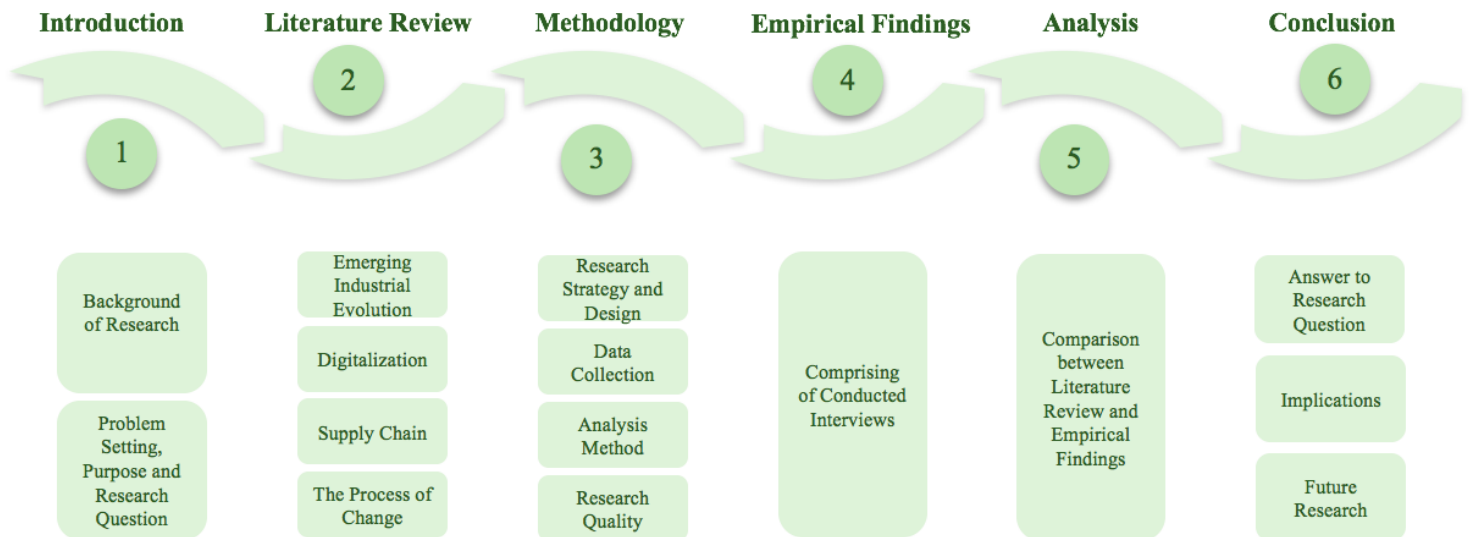 Introduction
Literature Review
Methodology
Empirical Findings
Analysis
Conclusion
1
2
3
4
5
6
Background
of Research
Problem
Setting,
Purpose and
Research
Question
Emerging
Industrial
Evolution
Digitalization
Supply Chain
The Process of
Change
Research
Strategy and
Design
Data
Collection
Analysis
Method
Research
Quality
Comprising
of Conducted
Interviews
Comparison
between
Literature
Review and
Empirical
Findings
Answer to
Research
Question
Implications
Future
Research